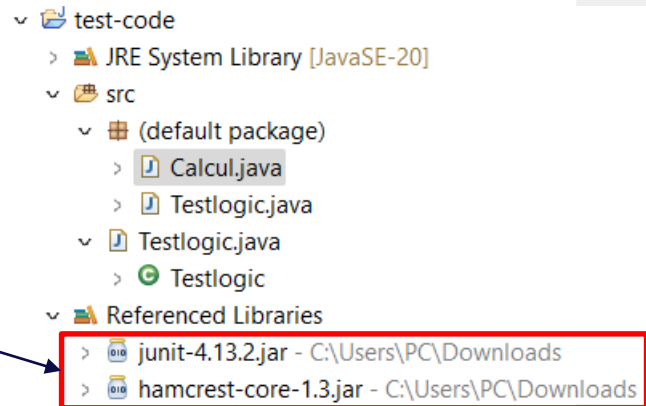 test-code
JRE System Library [JavaSE-20]
src
(default package)
Calcul.java
Testlogic.java
Testlogic.java
Testlogic
Referenced Libraries
junit-4.13.2.jar - C:\Users\PC\Downloads
hamcrest-core-1.3.jar - C:\Users\PC\Downloads